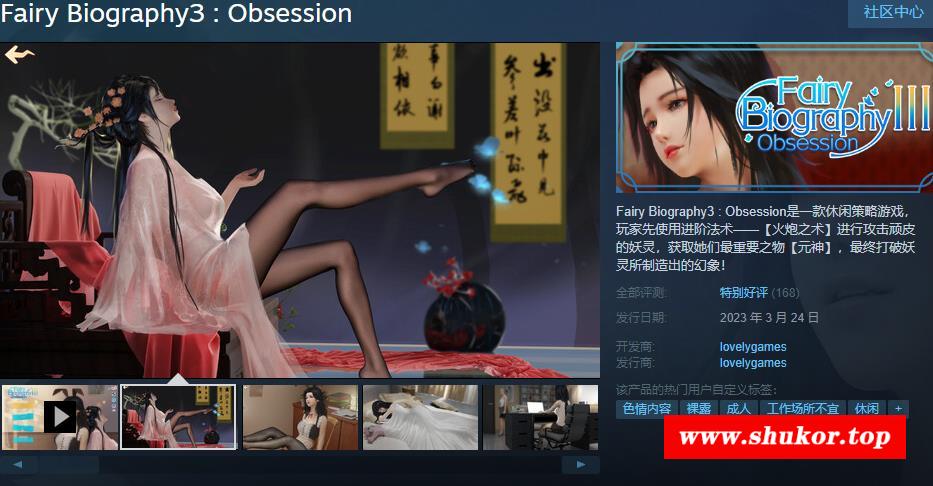 Fairy Biography3 : Obsession
社区中心
Fairy
Biography III
Obsession
Fairy Biography3 : Obsession是一款休闲策略游戏，
玩家先使用进阶法术——【火炮之术】进行攻击顽皮
的妖灵，获取她们最重要之物【元神】，最终打破妖
灵所制造出的幻象！
全部评测: 特别好评 (168)
发行日期: 2023 年 3 月 24 日
开发商: lovelygames
发行商: lovelygames
该产品的热门用户自定义标签:
色情内容 裸露 成人 工作场所不宜 休闲 +
www.shukor.top